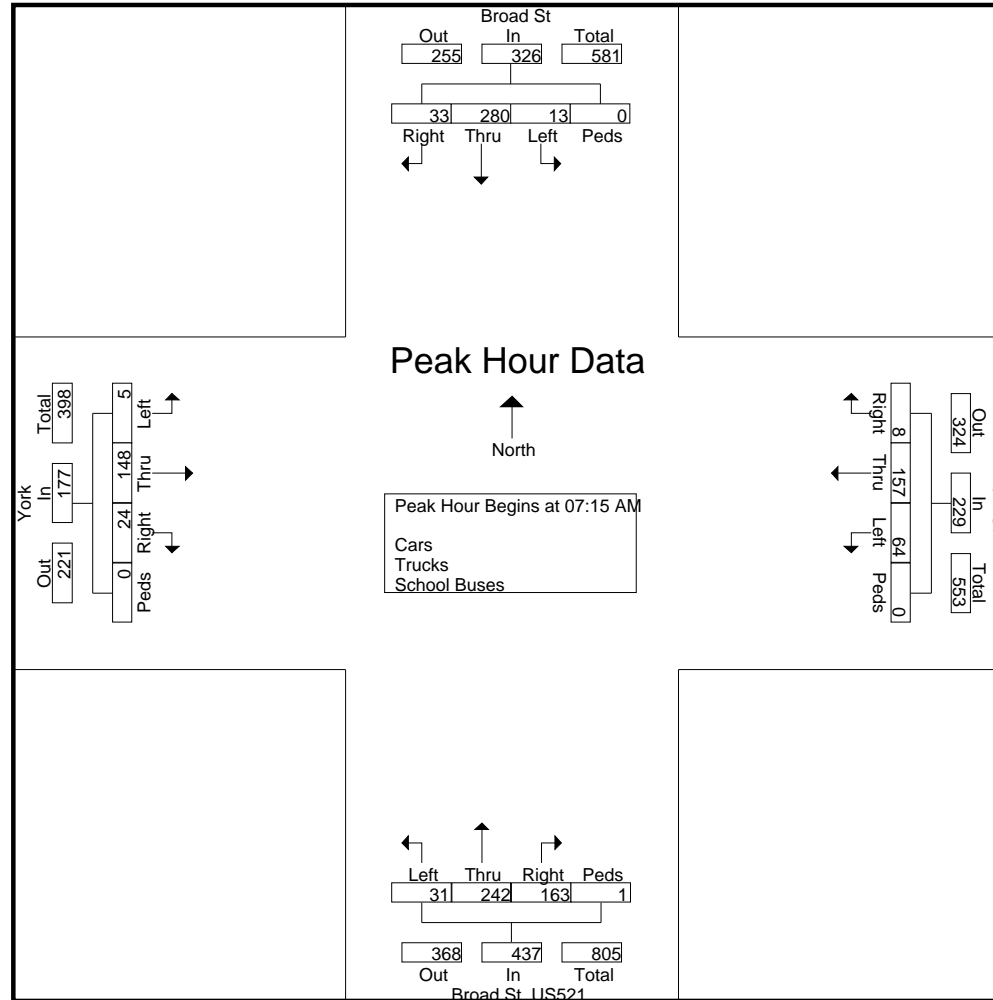 Broad St
Out In Total
255 326 581
33 280 13 0
Right Thru Left Peds
Peak Hour Data
North
Peak Hour Begins at 07:15 AM
Cars
Trucks
School Buses
York
Out In Total
221 177 398
Left Thru Right Peds
5 148 24 0
Right Thru Left Peds
8 157 64 0
Out In Total
324 229 553
Left Thru Right Peds
31 242 163 1
368 437 805
Out In Total
Broad St US521